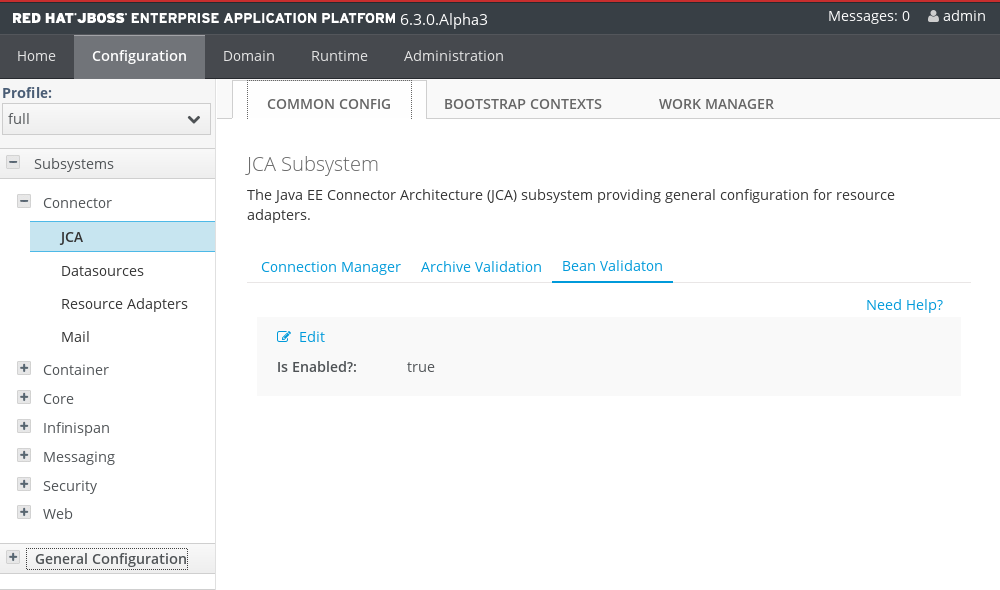 RED HAT JBOSS ENTERPRISE APPLICATION PLATFORM 6.3.0.Alpha3
Messages: 0 admin
Home Configuration Domain Runtime Administration
Profile:
full
Subsystems
Connector
JCA
Datasources
Resource Adapters
Mail
Container
Core
Infinispan
Messaging
Security
Web
General Configuration
COMMON CONFIG BOOTSTRAP CONTEXTS WORK MANAGER
JCA Subsystem
The Java EE Connector Architecture (JCA) subsystem providing general configuration for resource
adapters.
Connection Manager Archive Validation Bean Validaton
Need Help?
Edit
Is Enabled?: true